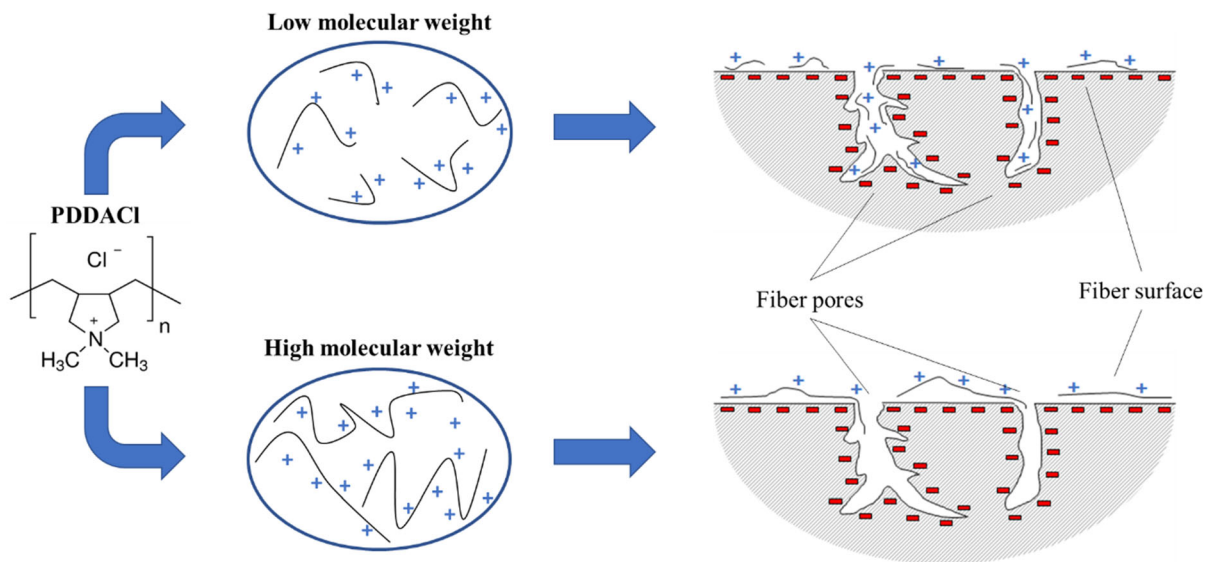 Low molecular weight
PDDACl
Cl⁻
+
N
n
H₃C
CH₃
Fiber pores
Fiber surface
High molecular weight